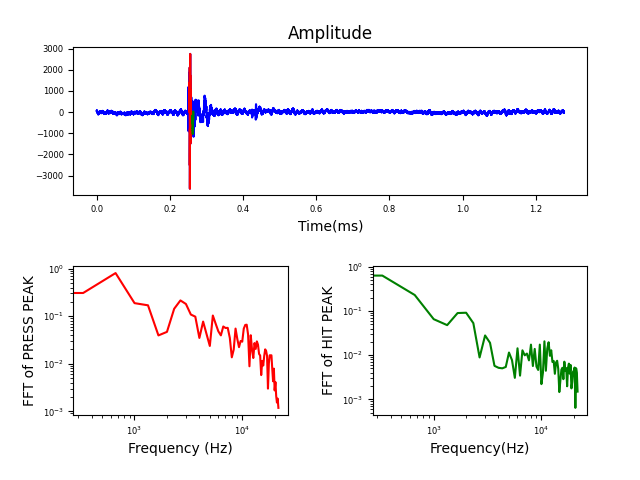 Amplitude
3000
2000
1000
0
−1000
−2000
−3000
0.0 0.2 0.4 0.6 0.8 1.0 1.2
Time(ms)
FFT of PRESS PEAK
10⁰
10⁻¹
10⁻²
10⁻³
10³ 10⁴
Frequency (Hz)
FFT of HIT PEAK
10⁰
10⁻¹
10⁻²
10⁻³
10³ 10⁴
Frequency(Hz)